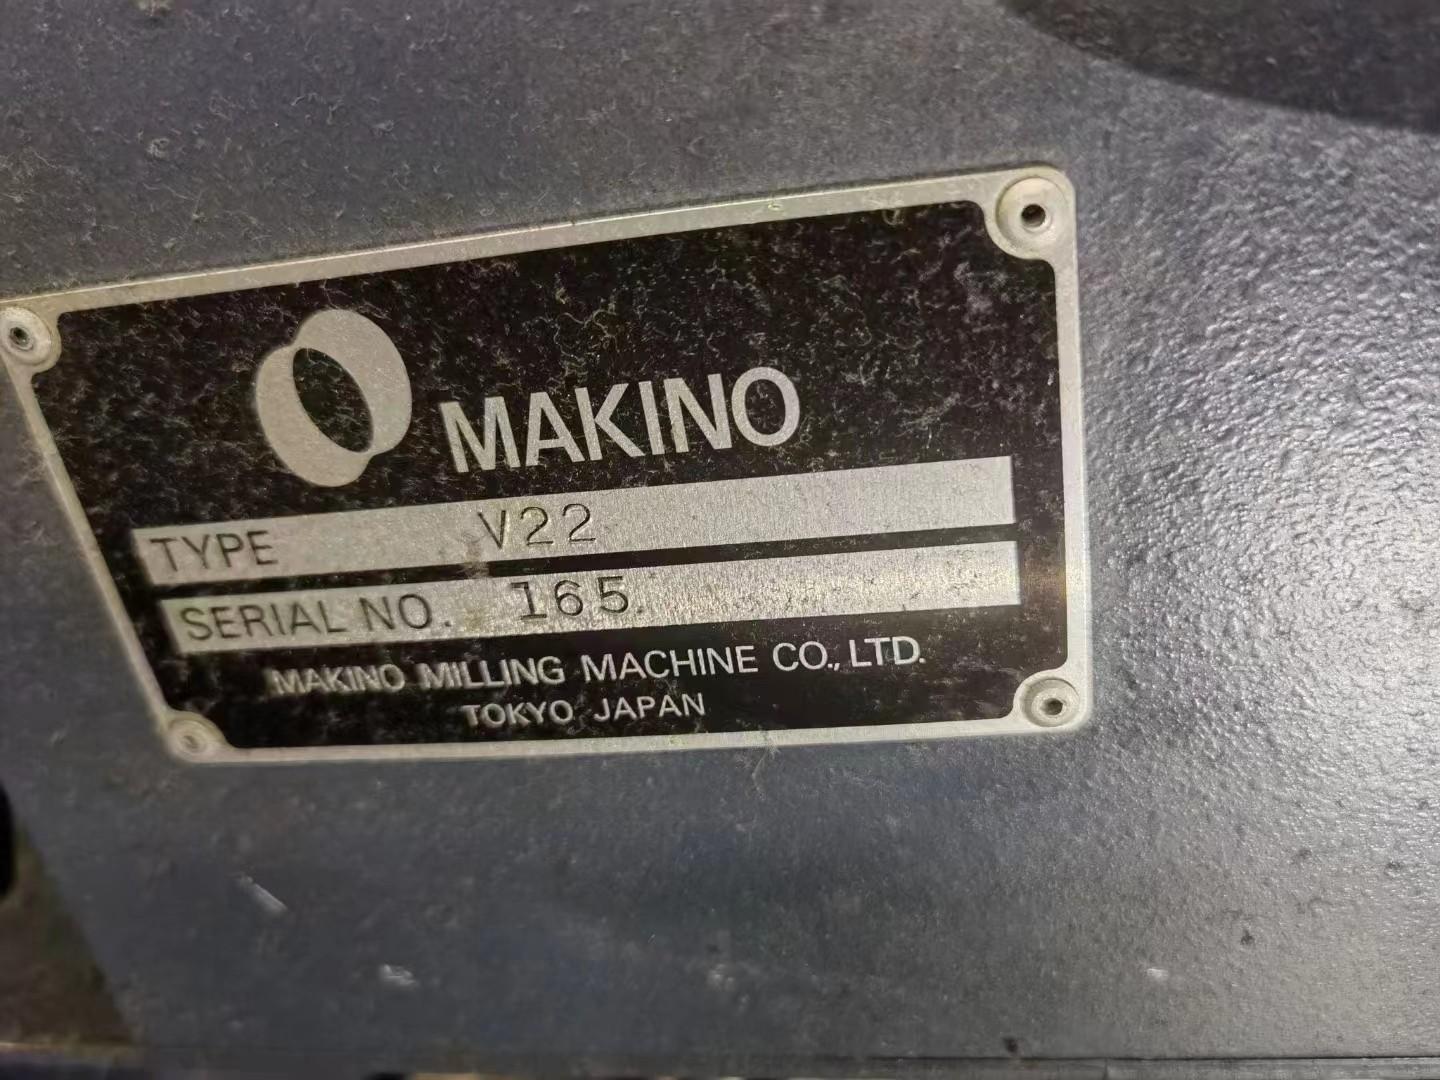 MAKINO
TYPE V22
SERIAL NO. 165
MAKINO MILLING MACHINE CO., LTD.
TOKYO JAPAN